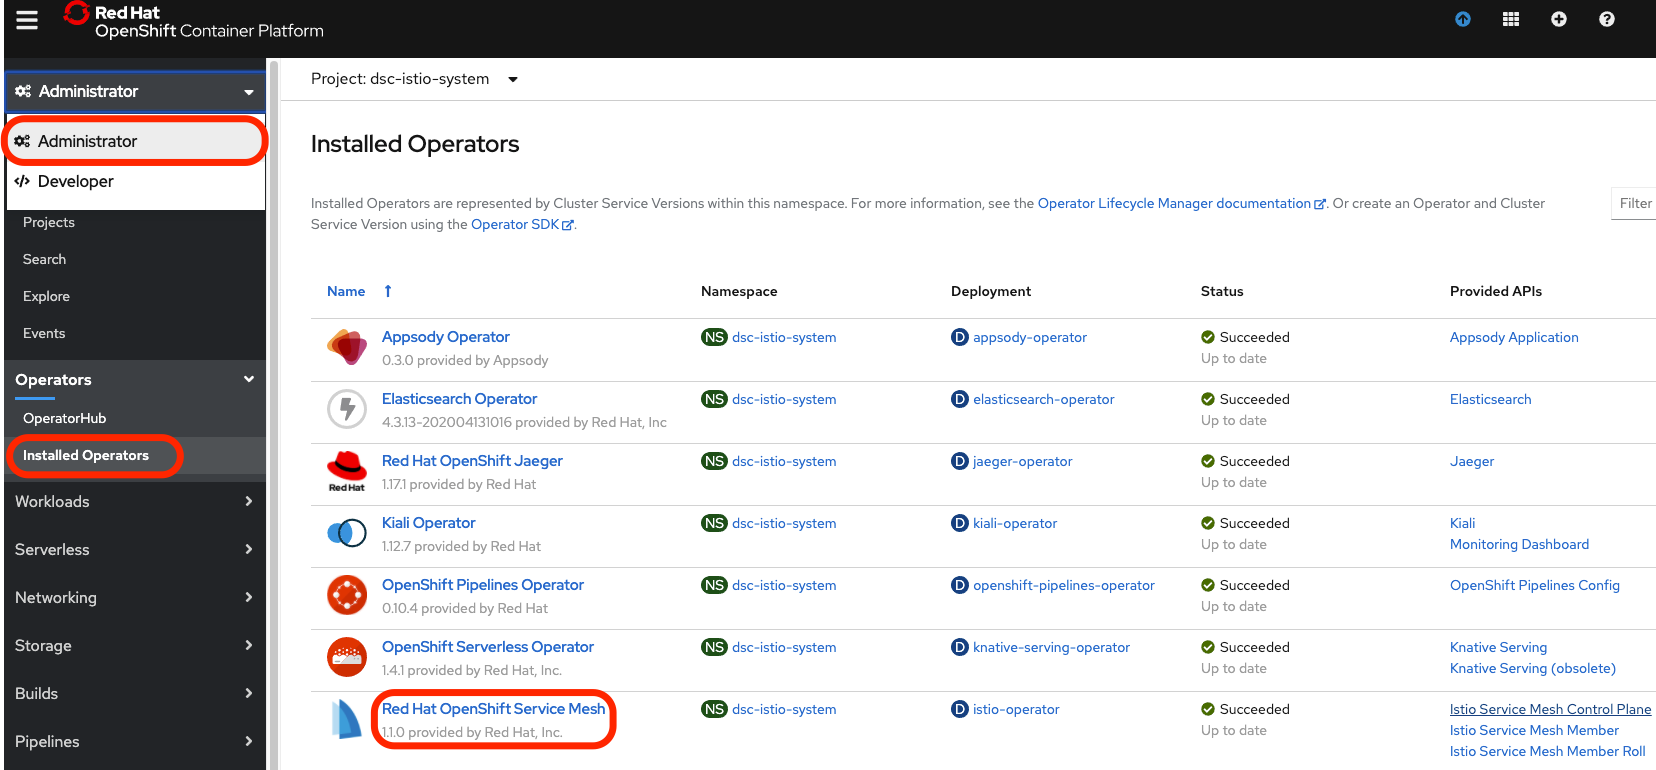 Red Hat
OpenShift Container Platform
Administrator
Administrator
Developer
Projects
Search
Explore
Events
Operators
OperatorHub
Installed Operators
Workloads
Serverless
Networking
Storage
Builds
Pipelines
Project: dsc-istio-system
Installed Operators
Installed Operators are represented by Cluster Service Versions within this namespace. For more information, see the Operator Lifecycle Manager documentation. Or create an Operator and Cluster
Service Version using the Operator SDK.
Filter
Name Namespace Deployment Status Provided APIs
Appsody Operator NS dsc-istio-system D appsody-operator Succeeded Appsody Application
0.3.0 provided by Appsody Up to date
Elasticsearch Operator NS dsc-istio-system D elasticsearch-operator Succeeded Elasticsearch
4.3.13-202004131016 provided by Red Hat, Inc Up to date
Red Hat OpenShift Jaeger NS dsc-istio-system D jaeger-operator Succeeded Jaeger
Red Hat 1.17.1 provided by Red Hat Up to date
Kiali Operator NS dsc-istio-system D kiali-operator Succeeded Kiali
1.12.7 provided by Red Hat Up to date Monitoring Dashboard
OpenShift Pipelines Operator NS dsc-istio-system D openshift-pipelines-operator Succeeded OpenShift Pipelines Config
0.10.4 provided by Red Hat Up to date
OpenShift Serverless Operator NS dsc-istio-system D knative-serving-operator Succeeded Knative Serving
1.4.1 provided by Red Hat, Inc. Up to date Knative Serving (obsolete)
Red Hat OpenShift Service Mesh NS dsc-istio-system D istio-operator Succeeded Istio Service Mesh Control Plane
1.1.0 provided by Red Hat, Inc. Up to date Istio Service Mesh Member
Istio Service Mesh Member Roll